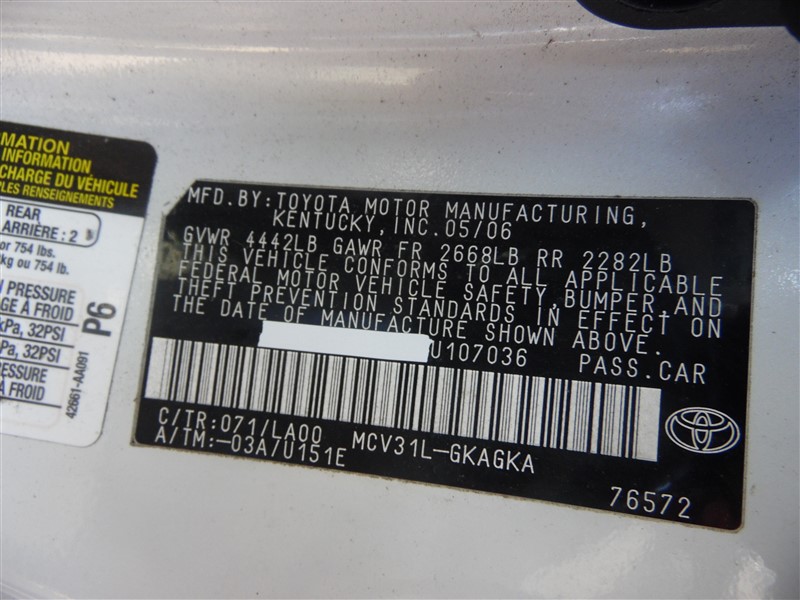 MATION
INFORMATION
CHARGE DU VÉHICULE
PLES RENSEIGNEMENTS
REAR
ARRIÈRE : 2
or 754 lbs.
kg ou 754 lb.
PRESSURE
À FROID
kPa, 32PSI
Pa, 32PSI
PRESSURE
À FROID
P6
42661-AA091
MFD.BY:TOYOTA MOTOR MANUFACTURING,
KENTUCKY,INC.05/06
GVWR 4442LB GAWR FR 2668LB RR 2282LB
THIS VEHICLE CONFORMS TO ALL APPLICABLE
FEDERAL MOTOR VEHICLE SAFETY,BUMPER,AND
THEFT PREVENTION STANDARDS IN EFFECT ON
THE DATE OF MANUFACTURE SHOWN ABOVE.
U107036 PASS.CAR
C/TR:071/LA00 MCV31L-GKAGKA
A/TM:-03A/U151E
76572